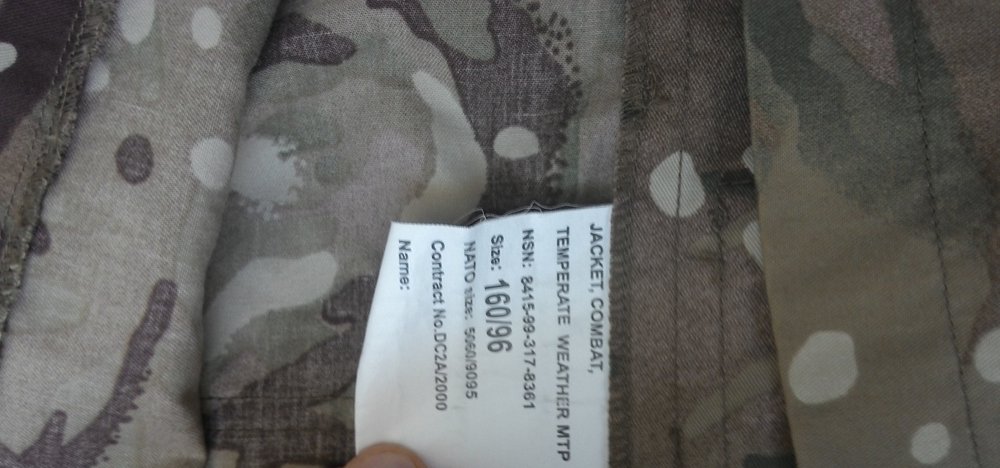 JACKET, COMBAT,
TEMPERATE WEATHER MTP
NSN: 8415-99-317-8361
Size: 160/96
NATO size: 5060/9095
Contract No.DC2A/2000
Name: